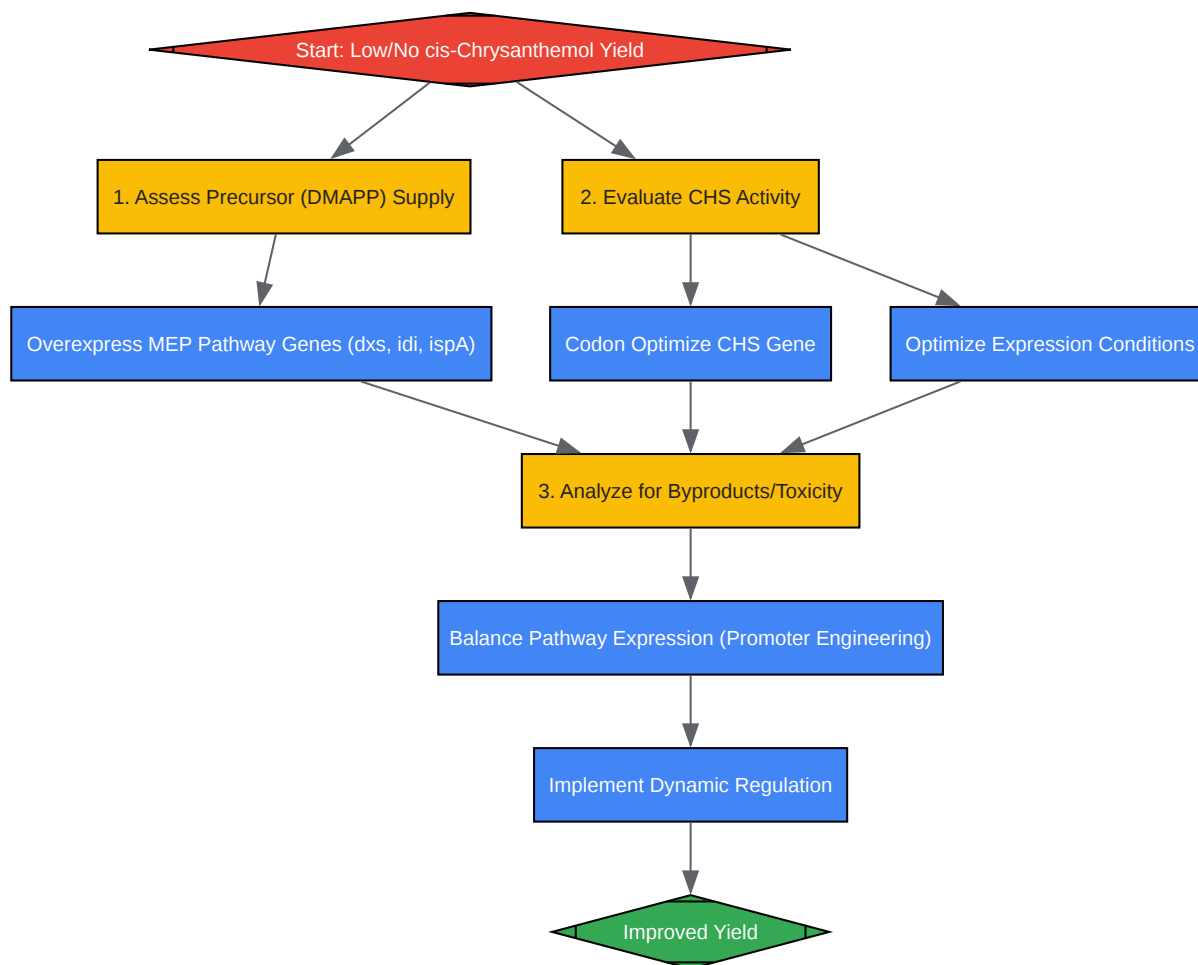 Start: Low/No cis-Chrysanthemol Yield
1. Assess Precursor (DMAPP) Supply
2. Evaluate CHS Activity
Overexpress MEP Pathway Genes (dxs, idi, ispA)
Codon Optimize CHS Gene
Optimize Expression Conditions
3. Analyze for Byproducts/Toxicity
Balance Pathway Expression (Promoter Engineering)
Implement Dynamic Regulation
Improved Yield